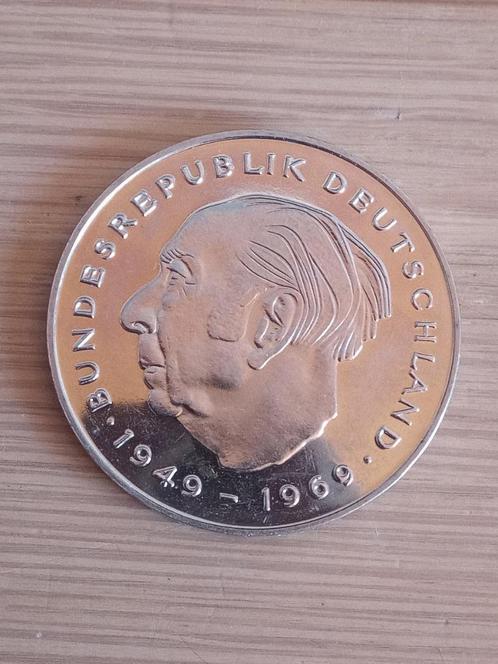 BUNDESREPUBLIK DEUTSCHLAND
· 1949 – 1969 ·